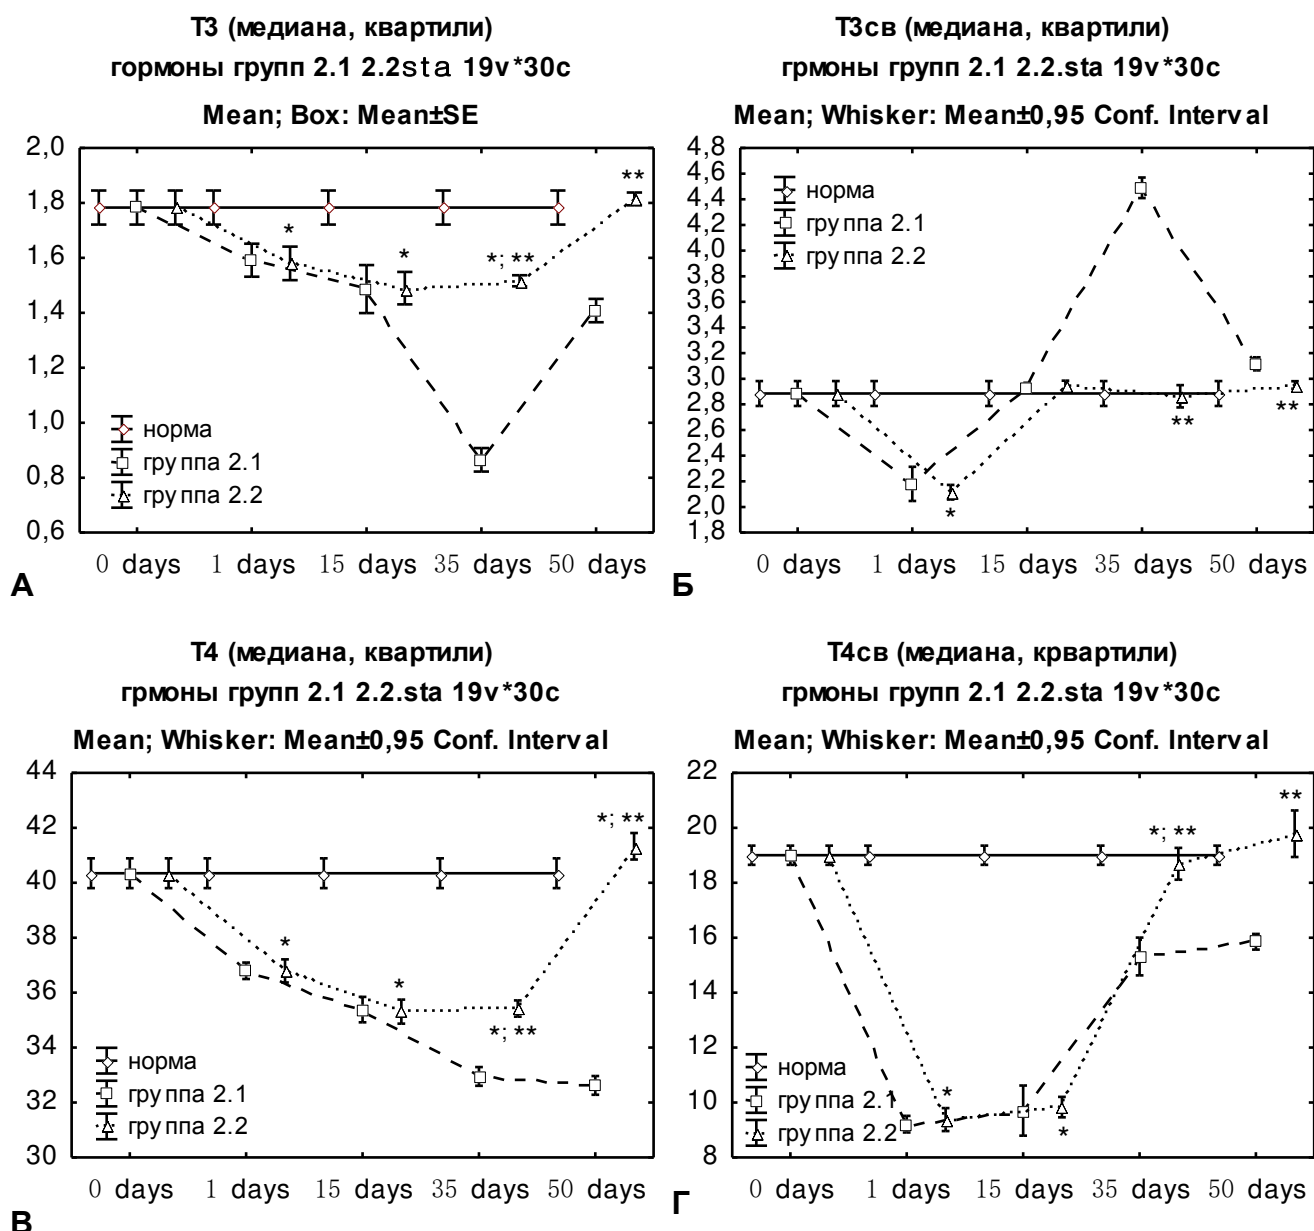 Т3 (медиана, квартили)
гормоны групп 2.1 2.2sta 19v*30c
Mean; Box: Mean±SE
2,0
1,8
1,6
1,4
1,2
1,0
0,8
0,6
**
*
*
*; **
норма
группа 2.1
группа 2.2
0 days 1 days 15 days 35 days 50 days
А
Т3св (медиана, квартили)
грмоны групп 2.1 2.2.sta 19v*30c
Mean; Whisker: Mean±0,95 Conf. Interval
4,8
4,6
4,4
4,2
4,0
3,8
3,6
3,4
3,2
3,0
2,8
2,6
2,4
2,2
2,0
1,8
норма
группа 2.1
группа 2.2
**
**
*
0 days 1 days 15 days 35 days 50 days
Б
Т4 (медиана, квартили)
грмоны групп 2.1 2.2.sta 19v*30c
Mean; Whisker: Mean±0,95 Conf. Interval
44
42
40
38
36
34
32
30
*; **
*
*
*; **
норма
группа 2.1
группа 2.2
0 days 1 days 15 days 35 days 50 days
В
Т4св (медиана, крвартили)
грмоны групп 2.1 2.2.sta 19v*30c
Mean; Whisker: Mean±0,95 Conf. Interval
22
20
18
16
14
12
10
8
**
*; **
*
*
норма
группа 2.1
группа 2.2
0 days 1 days 15 days 35 days 50 days
Г